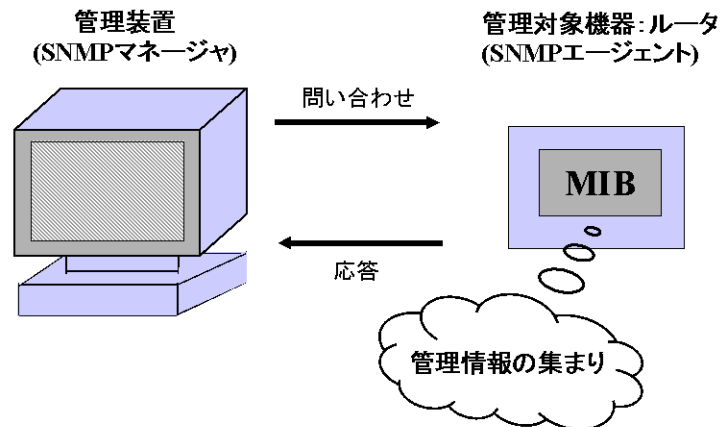 管理装置
(SNMPマネージャ)
管理対象機器:ルータ
(SNMPエージェント)
問い合わせ
MIB
応答
管理情報の集まり